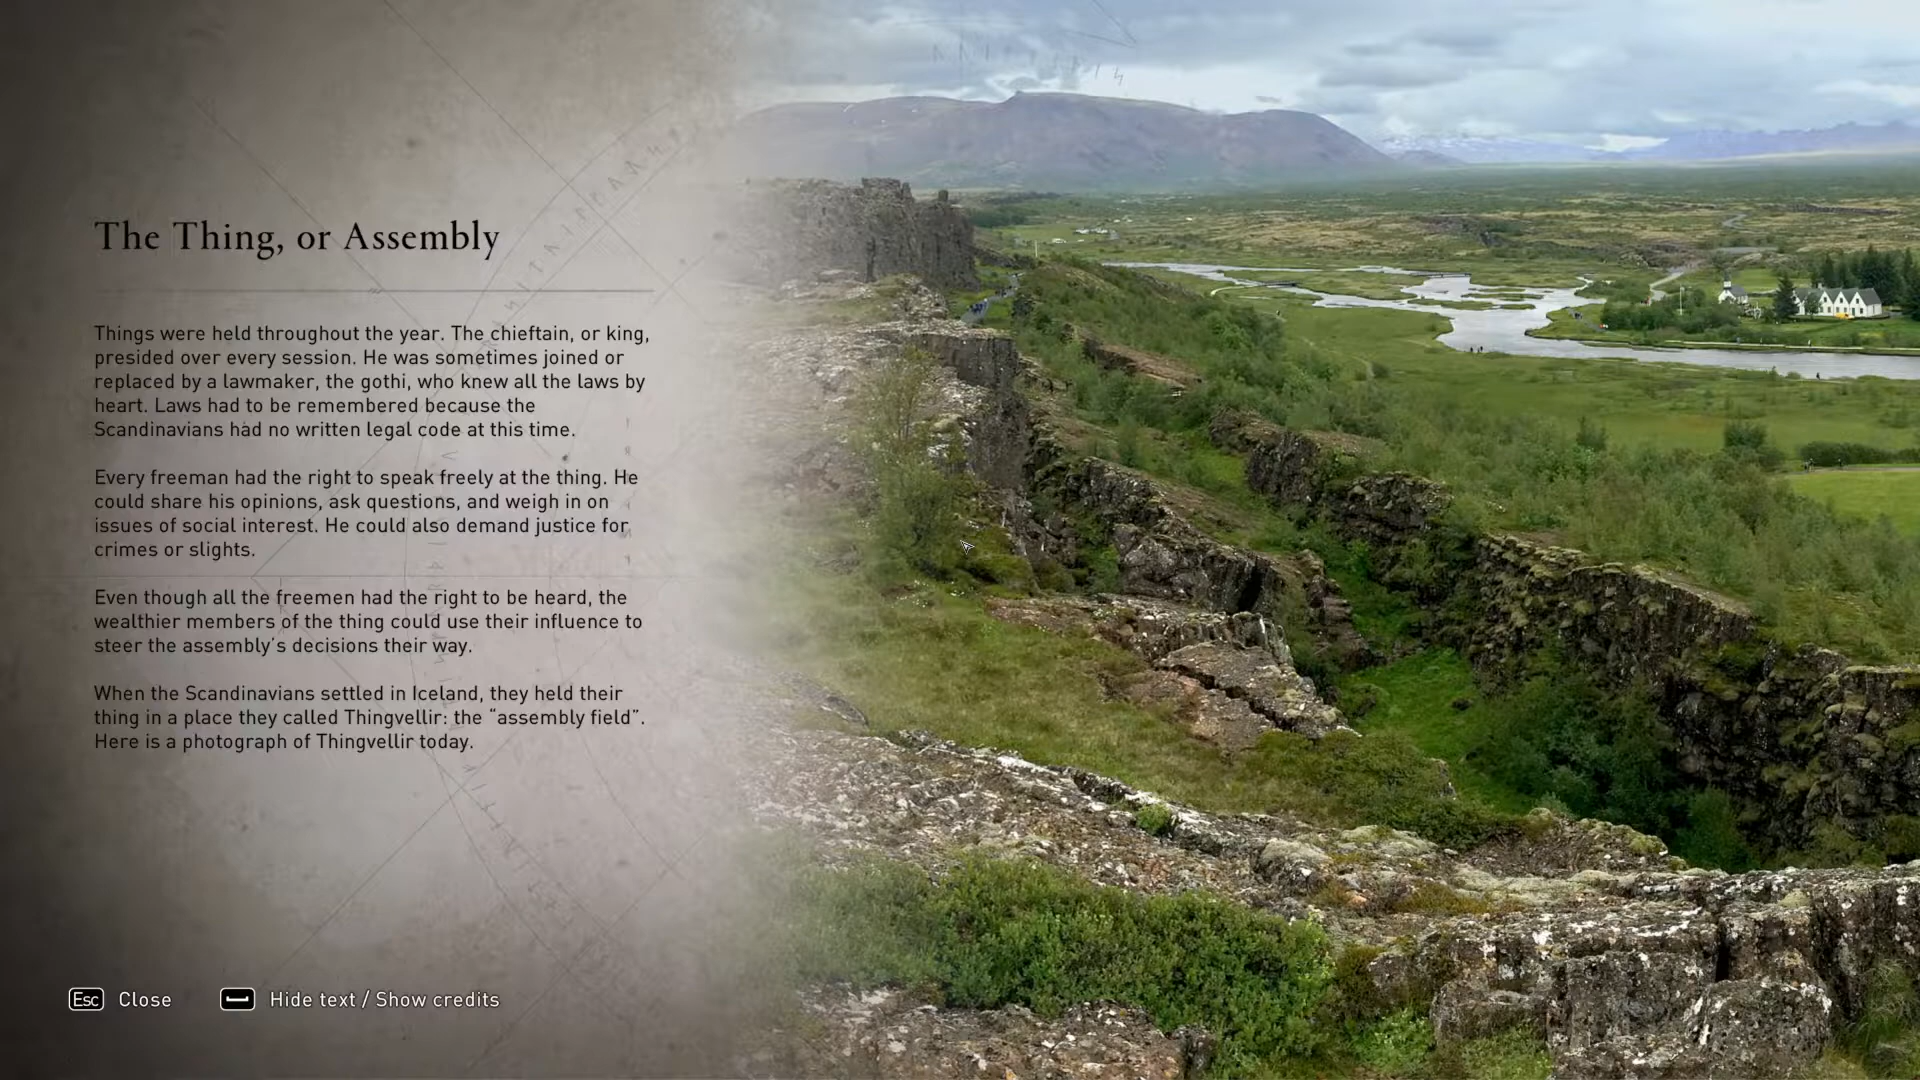 The Thing, or Assembly
Things were held throughout the year. The chieftain, or king,
presided over every session. He was sometimes joined or
replaced by a lawmaker, the gothi, who knew all the laws by
heart. Laws had to be remembered because the
Scandinavians had no written legal code at this time.
Every freeman had the right to speak freely at the thing. He
could share his opinions, ask questions, and weigh in on
issues of social interest. He could also demand justice for
crimes or slights.
Even though all the freemen had the right to be heard, the
wealthier members of the thing could use their influence to
steer the assembly's decisions their way.
When the Scandinavians settled in Iceland, they held their
thing in a place they called Thingvellir: the “assembly field”.
Here is a photograph of Thingvellir today.
Esc Close Hide text / Show credits